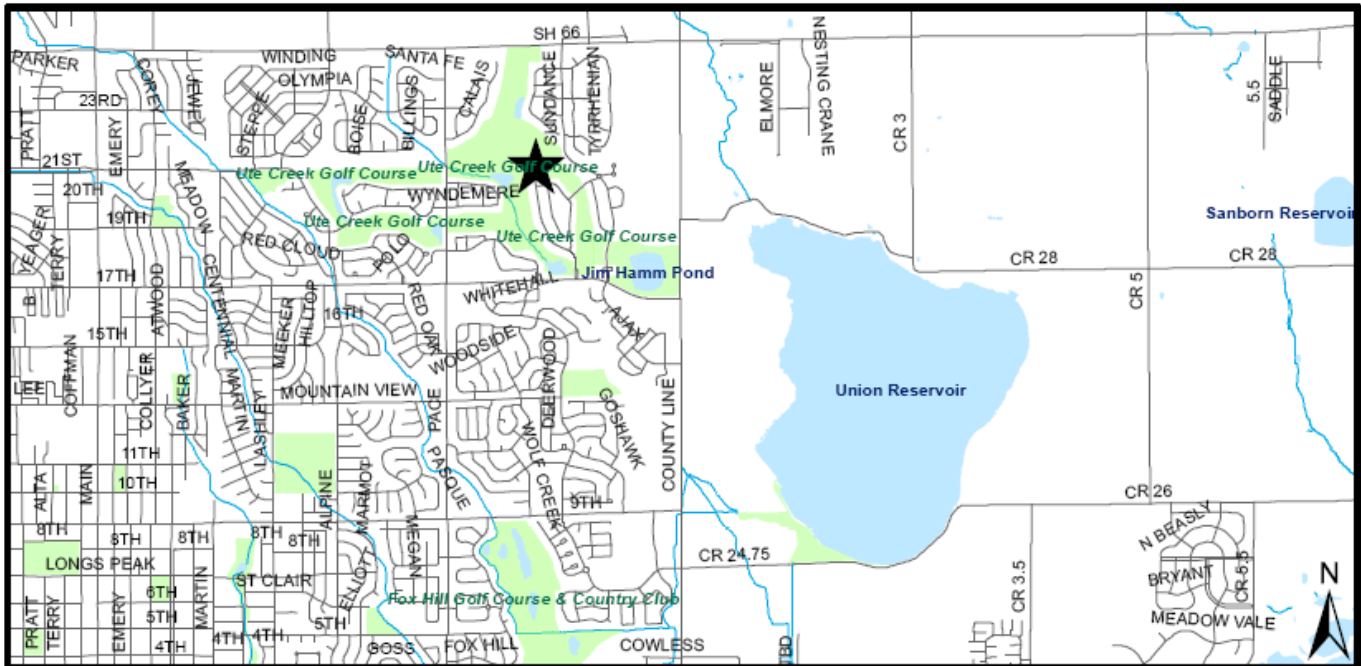 SH 66
NESTING CRANE
PARKER
COREY
WINDING
SANTA FE
OLYMPIA
JEWEL
STEPPE
BOISE
BILLINGS
CALAIS
SUNDANCE
TYRRHENIAN
ELMORE
CR 3
5.5
SADDLE
23RD
PRATT
EMERY
21ST
MEADOW
Ute Creek Golf Course
Ute Creek Golf Course
20TH
WYNDEMERE
19TH
Ute Creek Golf Course
Ute Creek Golf Course
Sanborn Reservoir
YEAGER
TERRY
RED CLOUD
POLO
CR 28
CR 28
17TH
CENTENNIAL
Jim Hamm Pond
CR 5
B
ATWOOD
WHITEHALL
MEEKER
HILLTOP
16TH
RED OAK
AJAX
15TH
WOODSIDE
COFFMAN
LEE
COLLYER
BAKER
MARTIN
LASHLEY
MOUNTAIN VIEW
PACE
DEERWOOD
GOSHAWK
COUNTY LINE
Union Reservoir
11TH
10TH
ALTA
MAIN
ALPINE
MARMOT
PASQUE
WOLF CREEK
9TH
CR 26
8TH
8TH
8TH
8TH
8TH
MEGAN
N BEASLY
LONGS PEAK
ST CLAIR
ELLIOTT
CR 24.75
CR 3.5
BRYANT
CR 5.5
N
6TH
MARTIN
Fox Hill Golf Course & Country Club
PRATT
TERRY
EMERY
5TH
5TH
MEADOW VALE
4TH
4TH
4TH
GOSS
FOX HILL
COWLESS
TBD